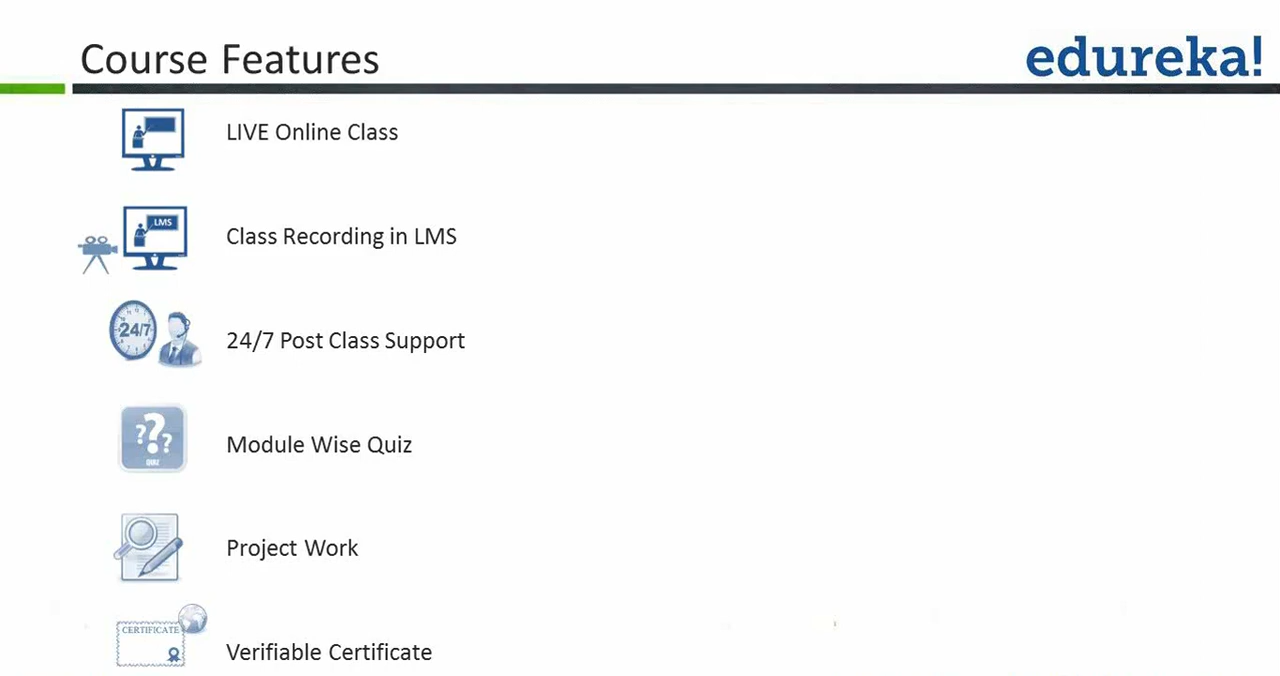 Course Features
edureka!
LIVE Online Class
LMS
Class Recording in LMS
24/7
24/7 Post Class Support
???
QUIZ
Module Wise Quiz
Project Work
CERTIFICATE
Verifiable Certificate